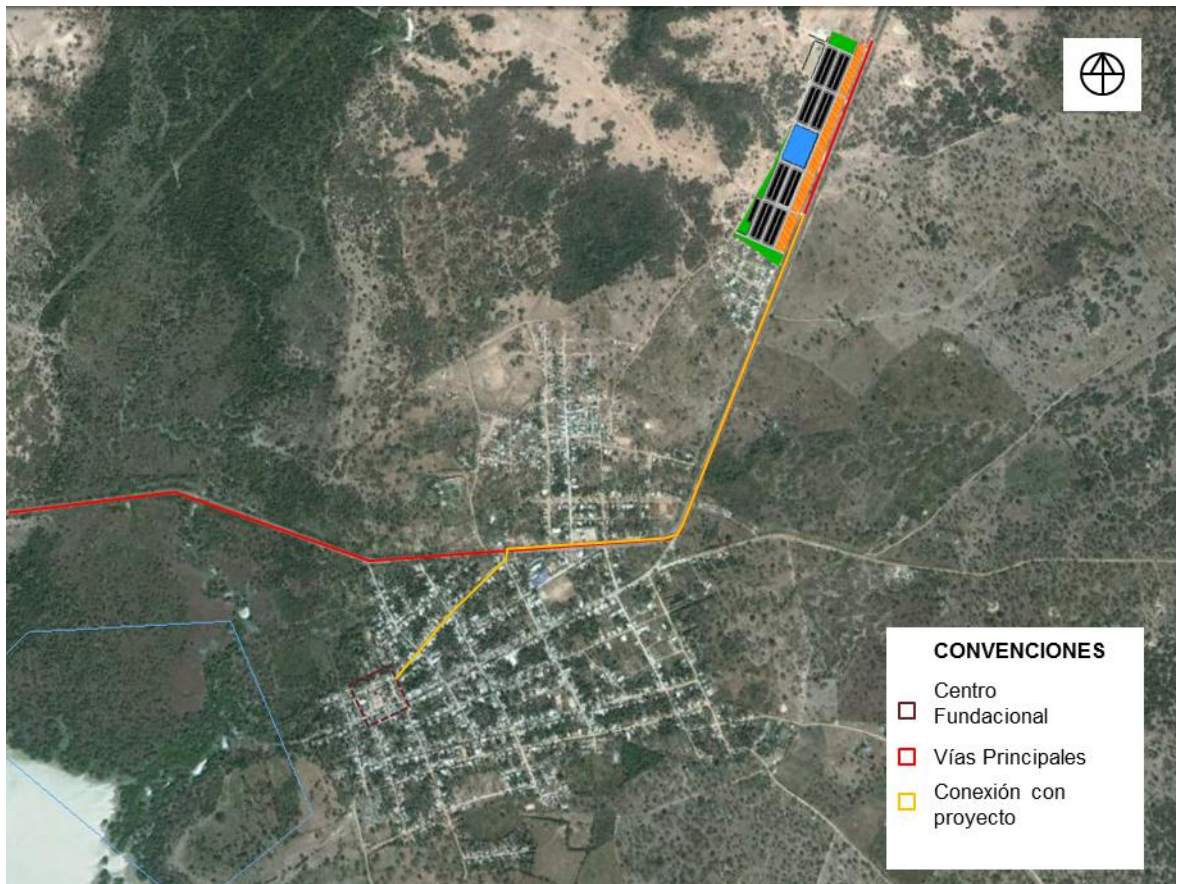 CONVENCIONES
Centro
Fundacional
Vías Principales
Conexión con
proyecto